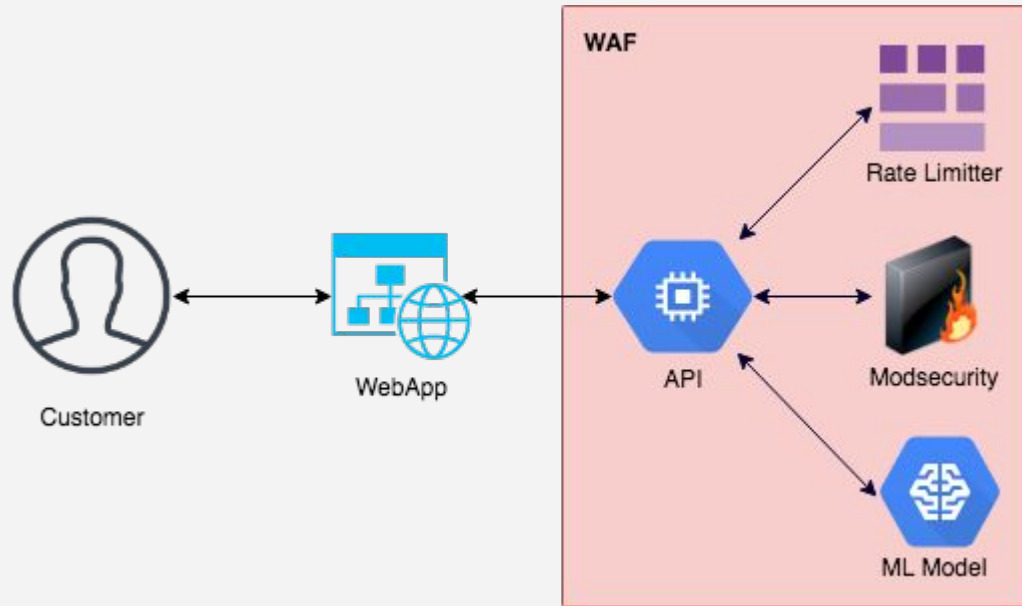 WAF
Rate Limitter
Customer
WebApp
API
Modsecurity
ML Model